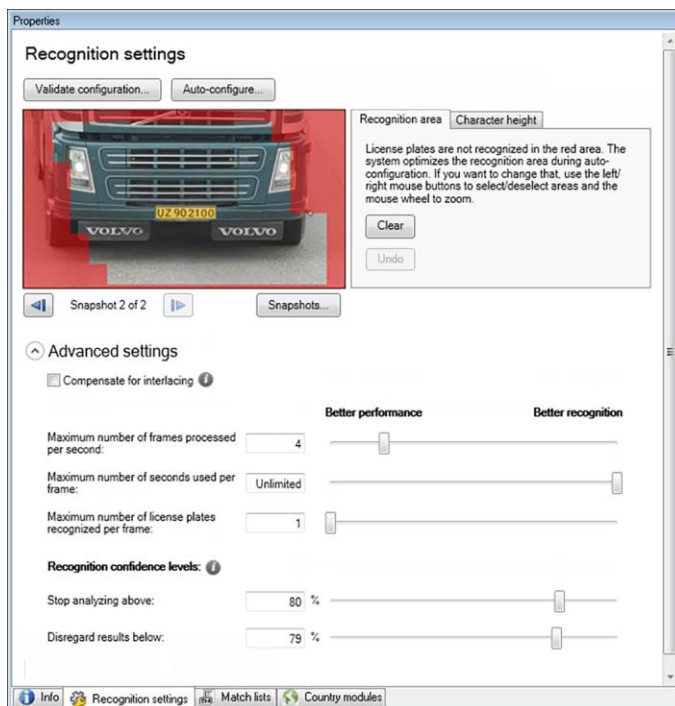 Properties
Recognition settings
Validate configuration...
Auto-configure...
Recognition area
Character height
License plates are not recognized in the red area. The
system optimizes the recognition area during auto-
configuration. If you want to change that, use the left/
right mouse buttons to select/deselect areas and the
mouse wheel to zoom.
Clear
Undo
UZ 902100
VOLVO VOLVO
Snapshot 2 of 2
Snapshots...
Advanced settings
Compensate for interlacing
Better performance
Better recognition
Maximum number of frames processed
per second:
4
Maximum number of seconds used per
frame:
Unlimited
Maximum number of license plates
recognized per frame:
1
Recognition confidence levels:
Stop analyzing above:
80 %
Disregard results below:
79 %
Info
Recognition settings
Match lists
Country modules